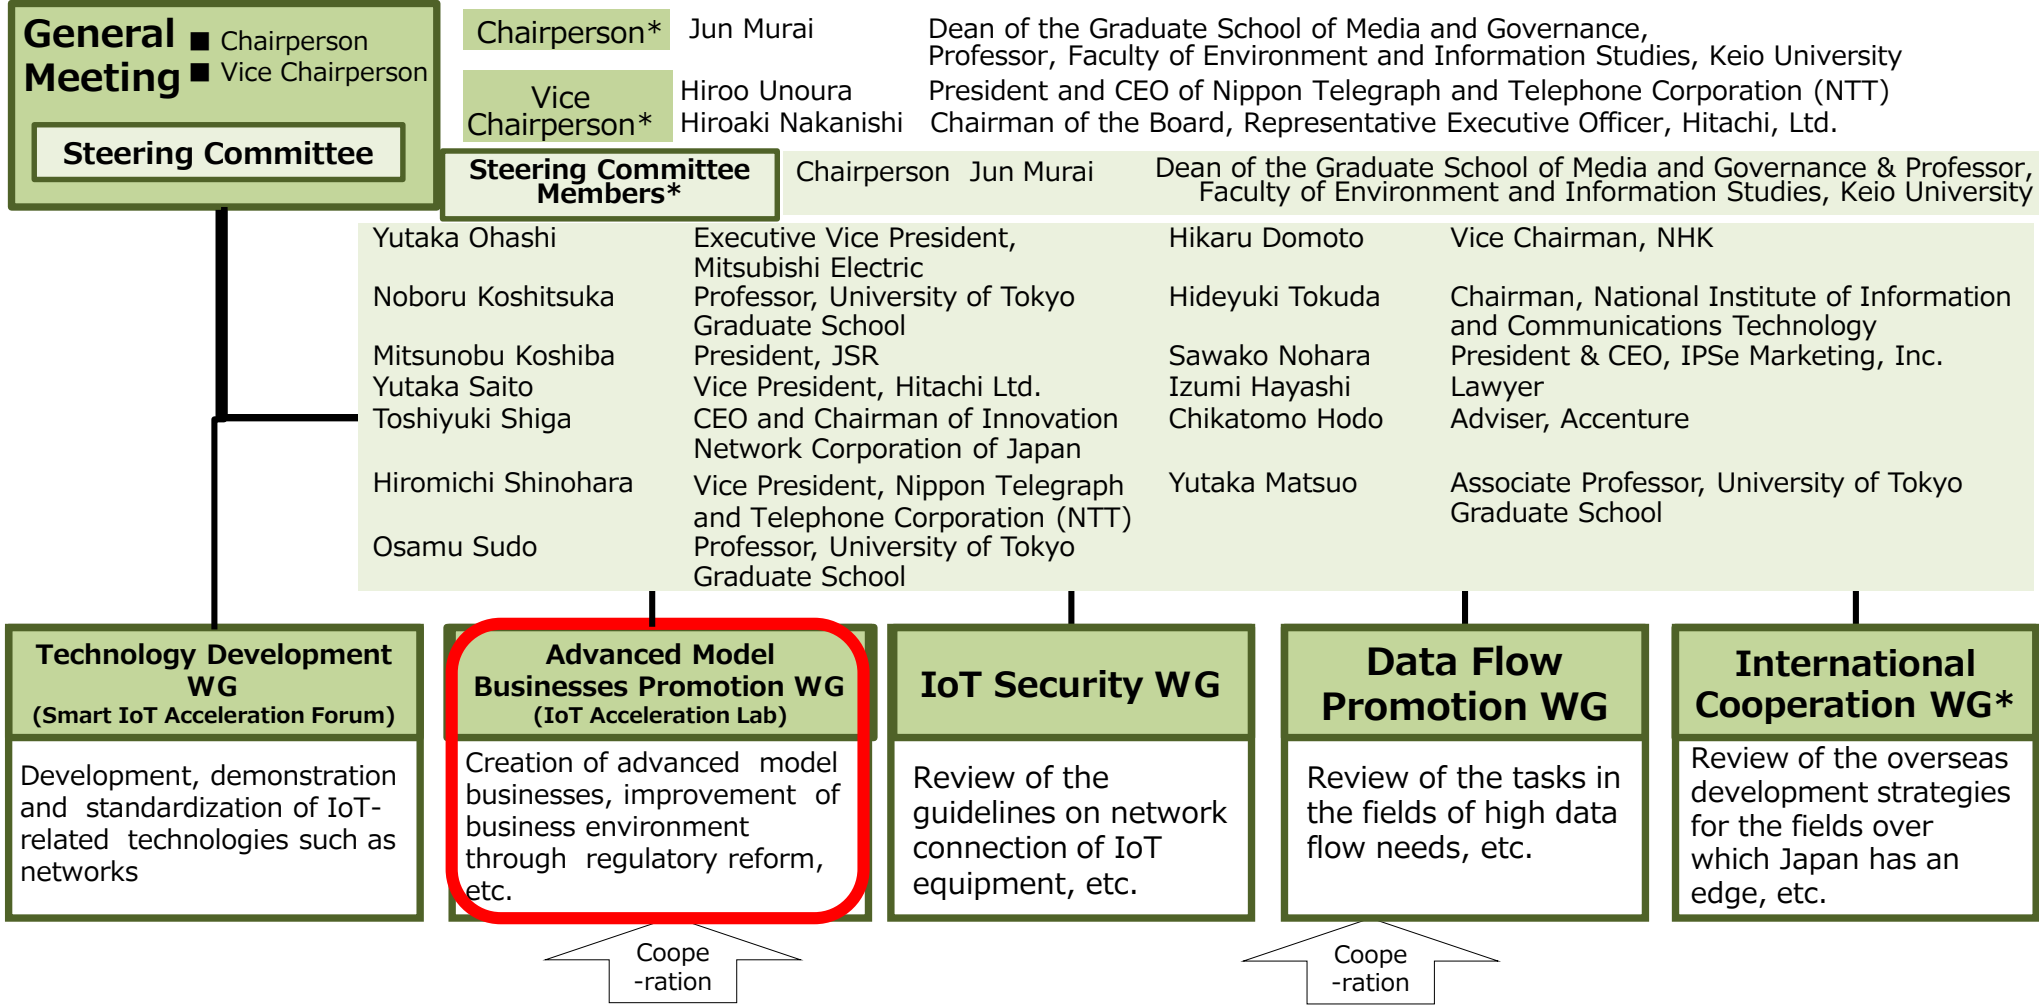 General
Meeting
■ Chairperson
■ Vice Chairperson
Steering Committee
Chairperson*
Jun Murai
Dean of the Graduate School of Media and Governance,
Professor, Faculty of Environment and Information Studies, Keio University
Vice
Chairperson*
Hiroo Unoura
President and CEO of Nippon Telegraph and Telephone Corporation (NTT)
Hiroaki Nakanishi
Chairman of the Board, Representative Executive Officer, Hitachi, Ltd.
Steering Committee
Members*
Chairperson Jun Murai
Dean of the Graduate School of Media and Governance & Professor,
Faculty of Environment and Information Studies, Keio University
Yutaka Ohashi
Executive Vice President,
Mitsubishi Electric
Noboru Koshitsuka
Professor, University of Tokyo
Graduate School
Mitsunobu Koshiba
President, JSR
Yutaka Saito
Vice President, Hitachi Ltd.
Toshiyuki Shiga
CEO and Chairman of Innovation
Network Corporation of Japan
Hiromichi Shinohara
Vice President, Nippon Telegraph
and Telephone Corporation (NTT)
Osamu Sudo
Professor, University of Tokyo
Graduate School
Hikaru Domoto
Vice Chairman, NHK
Hideyuki Tokuda
Chairman, National Institute of Information
and Communications Technology
Sawako Nohara
President & CEO, IPSe Marketing, Inc.
Izumi Hayashi
Lawyer
Chikatomo Hodo
Adviser, Accenture
Yutaka Matsuo
Associate Professor, University of Tokyo
Graduate School
Technology Development
WG
(Smart IoT Acceleration Forum)
Development, demonstration
and standardization of IoT-
related technologies such as
networks
Advanced Model
Businesses Promotion WG
(IoT Acceleration Lab)
Creation of advanced model
businesses, improvement of
business environment
through regulatory reform,
etc.
IoT Security WG
Review of the
guidelines on network
connection of IoT
equipment, etc.
Data Flow
Promotion WG
Review of the tasks in
the fields of high data
flow needs, etc.
International
Cooperation WG*
Review of the overseas
development strategies
for the fields over
which Japan has an
edge, etc.
Coope
-ration
Coope
-ration